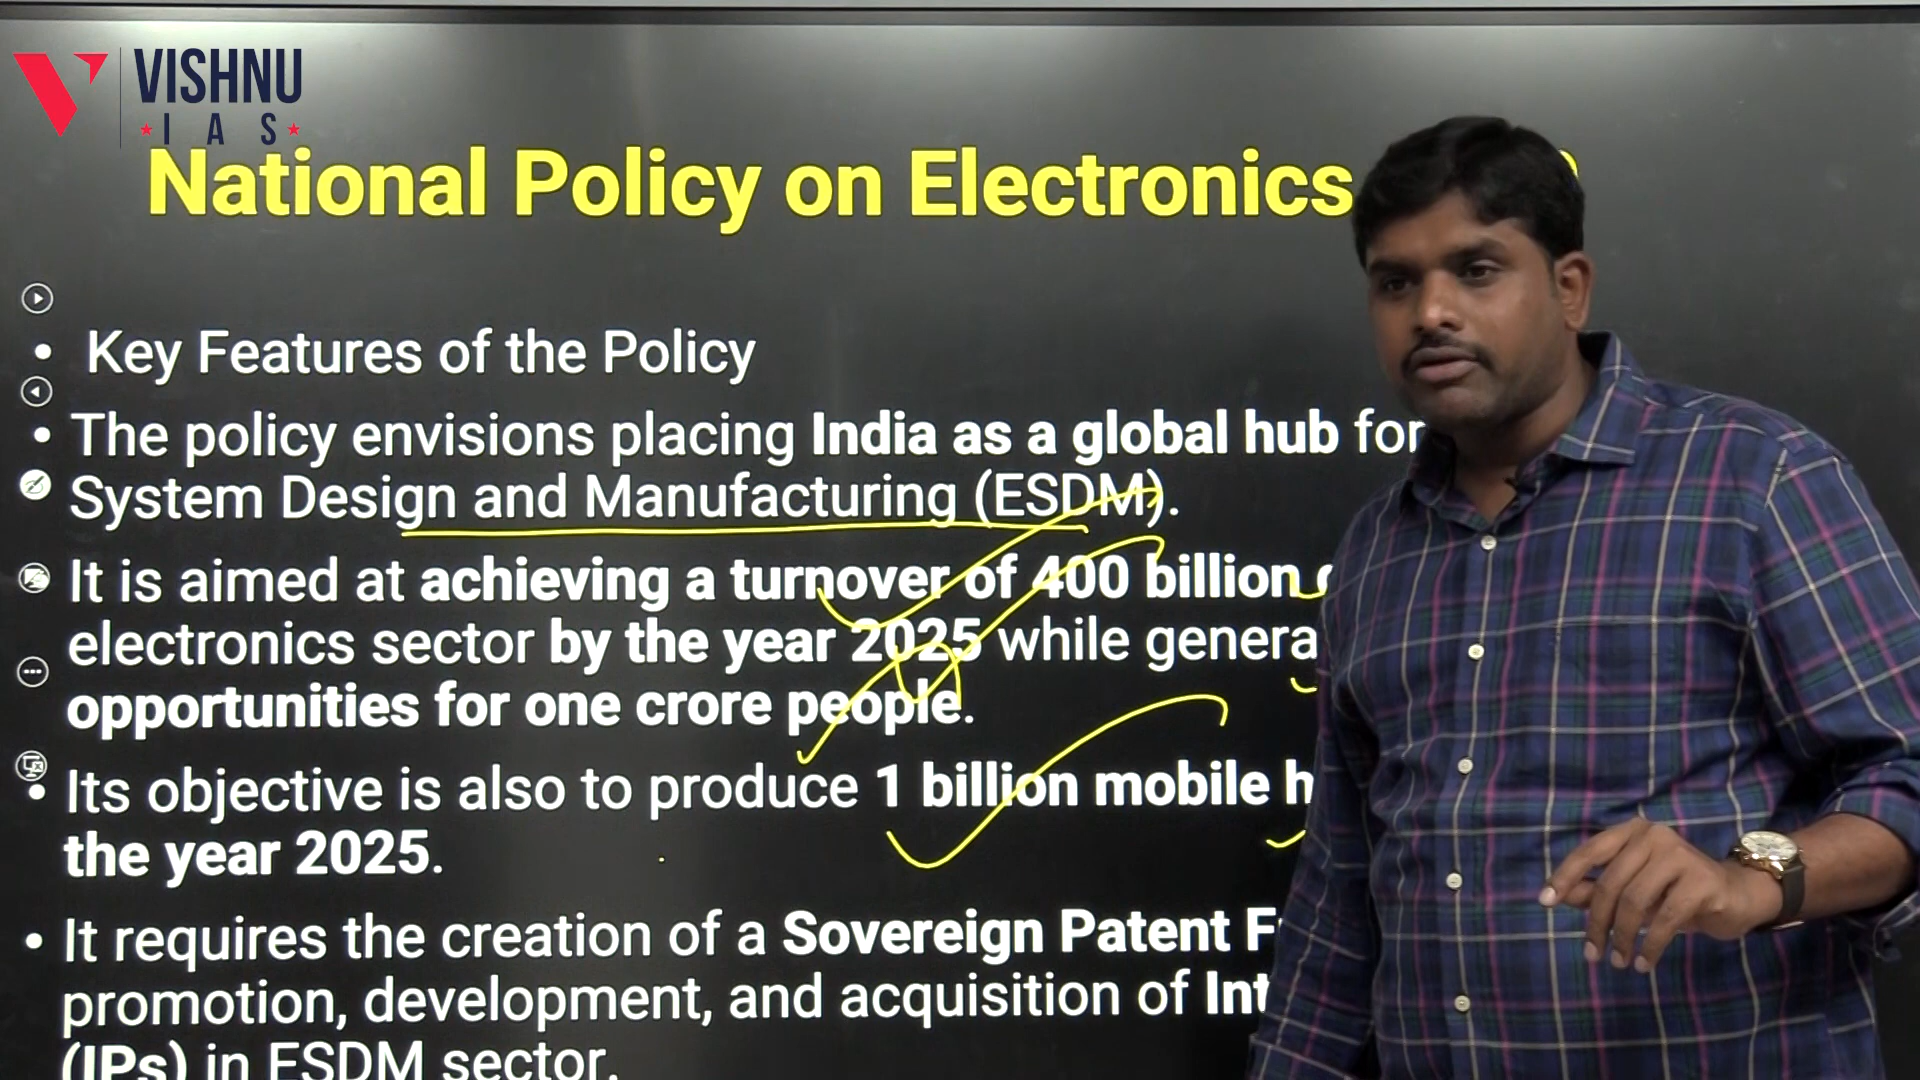 VISHNU
IAS
National Policy on Electronics
Key Features of the Policy
The policy envisions placing India as a global hub for
System Design and Manufacturing (ESDM).
It is aimed at achieving a turnover of 400 billion
electronics sector by the year 2025 while genera
opportunities for one crore people.
Its objective is also to produce 1 billion mobile h
the year 2025.
It requires the creation of a Sovereign Patent F
promotion, development, and acquisition of Int
(IPs) in ESDM sector.